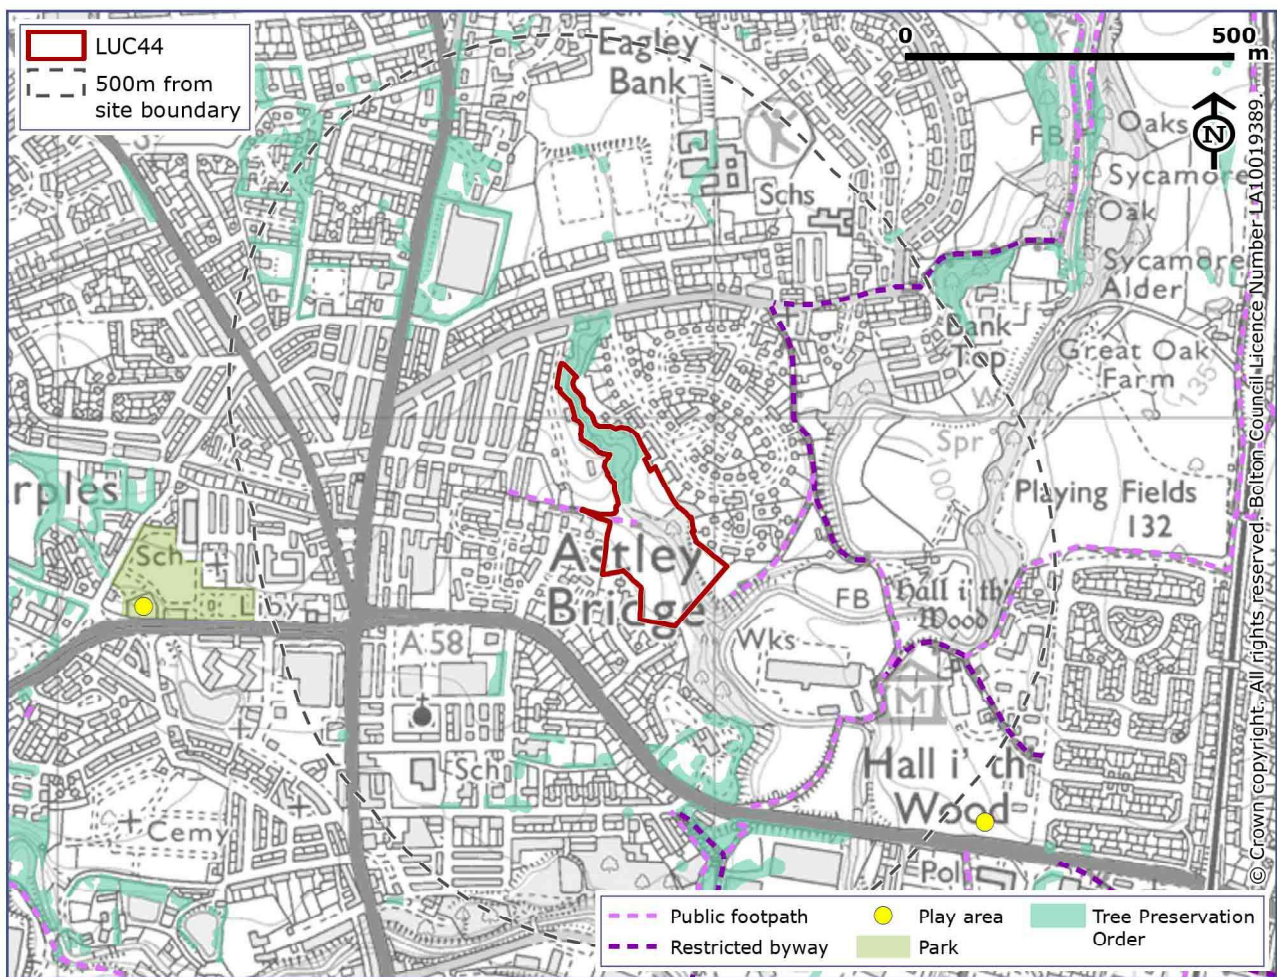 LUC44
500m from
site boundary
0
500
m
N
Eagley
Bank
Schs
FB
Oaks
Sycamore
Oak
Sycamore
Alder
Bank
Top
Great Oak
Farm
135
Spr
100
rples
Playing Fields
132
Sch
Astley
Bridge
Liby
A 58
FB
Hall i' th'
Wood
Wks
M
Sch
Hall i' th'
Wood
Cemy
Pol
© Crown copyright. All rights reserved. Bolton Council Licence Number LA100019389.
Public footpath
Restricted byway
Play area
Park
Tree Preservation
Order